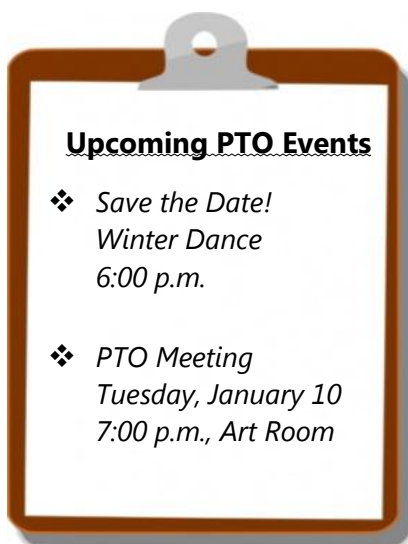 Upcoming PTO Events
❖ Save the Date!
Winter Dance
6:00 p.m.
❖ PTO Meeting
Tuesday, January 10
7:00 p.m., Art Room